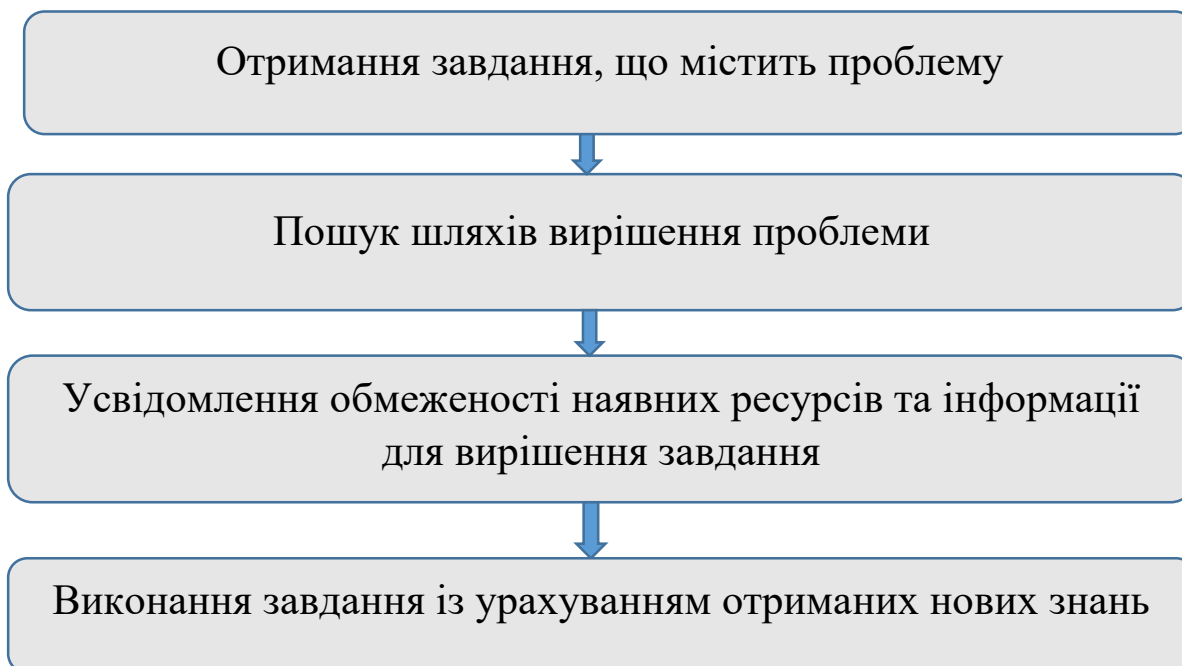 Отримання завдання, що містить проблему
Пошук шляхів вирішення проблеми
Усвідомлення обмеженості наявних ресурсів та інформації
для вирішення завдання
Виконання завдання із урахуванням отриманих нових знань